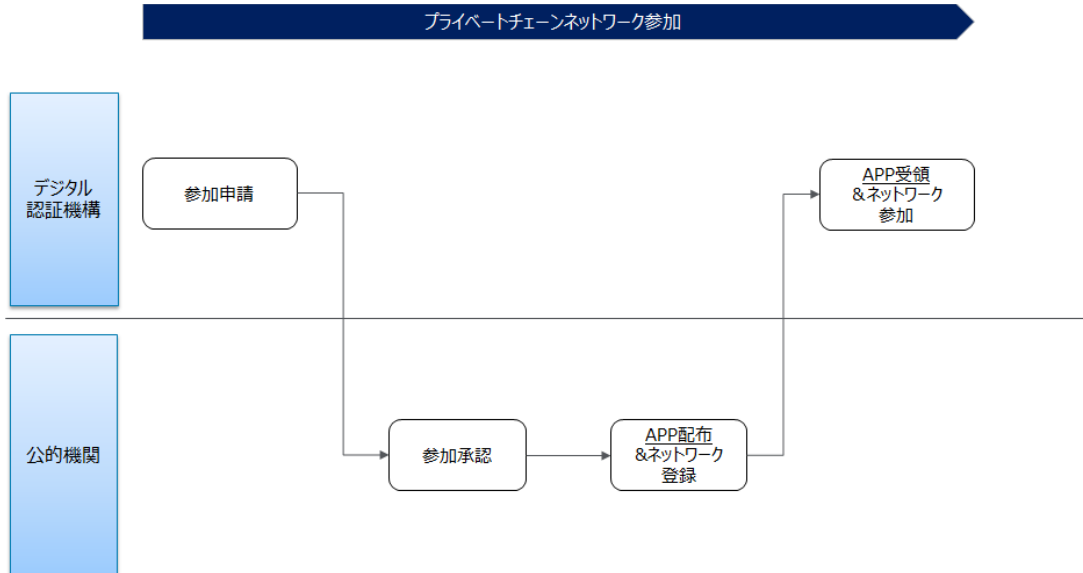 プライベートチェーンネットワーク参加
デジタル
認証機構
参加申請
APP受領
&ネットワーク
参加
公的機関
参加承認
APP配布
&ネットワーク
登録